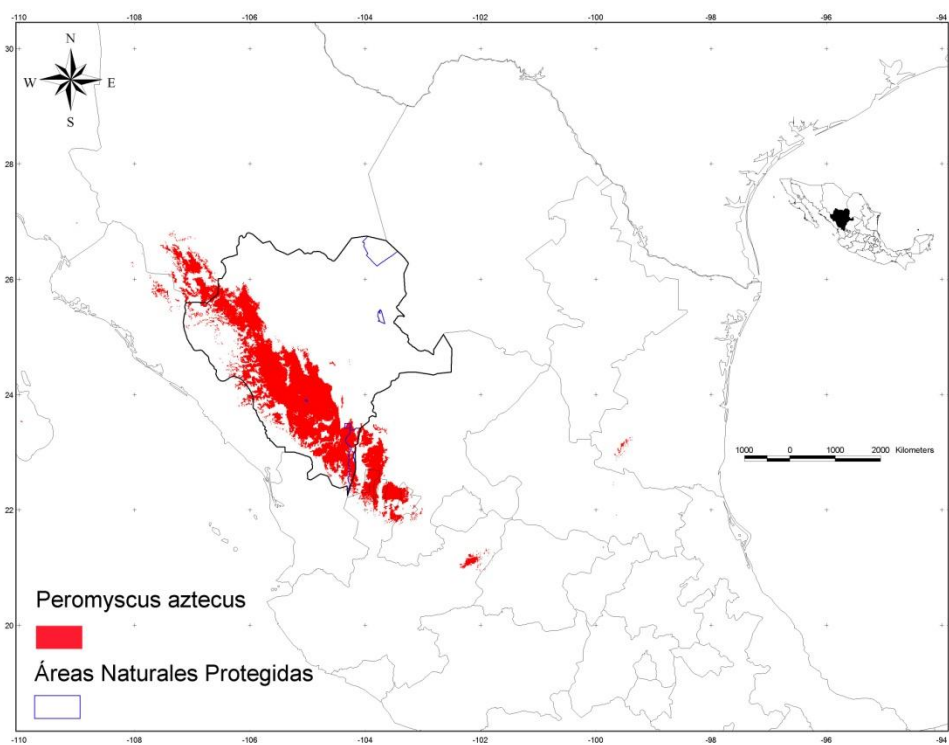 -110 -108 -106 -104 -102 -100 -98 -96 -94
30
28
26
24
22
20
N
W E
S
1000 0 1000 2000 Kilometers
Peromyscus aztecus
Áreas Naturales Protegidas
-110 -108 -106 -104 -102 -100 -98 -96 -94